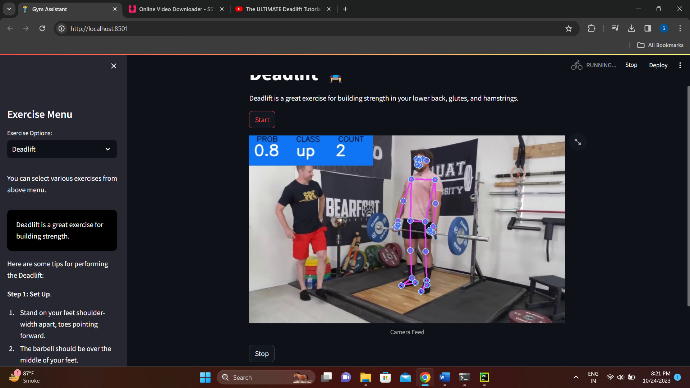 Gym Assistant
Online Video Downloader - SS
The ULTIMATE Deadlift Tutoria
http://localhost:8501
All Bookmarks
RUNNING...
Stop
Deploy
Exercise Menu
Exercise Options:
Deadlift
You can select various exercises from
above menu.
Deadlift is a great exercise for
building strength.
Here are some tips for performing
the Deadlift:
Step 1: Set Up.
1. Stand on your feet shoulder-
width apart, toes pointing
forward.
2. The barbell should be over the
middle of your feet.
Deadlift
Deadlift is a great exercise for building strength in your lower back, glutes, and hamstrings.
Start
PROB CLASS COUNT
0.8 up 2
BEARFOOT
QUAT
Camera Feed
Stop
87°F
Smoke
Search
ENG
IN
8:21 PM
10/24/2023